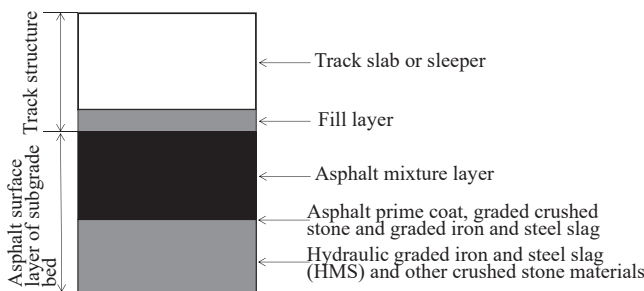 Track structure
Track slab or sleeper
Fill layer
Asphalt surface
layer of subgrade
bed
Asphalt mixture layer
Asphalt prime coat, graded crushed
stone and graded iron and steel slag
Hydraulic graded iron and steel slag
(HMS) and other crushed stone materials